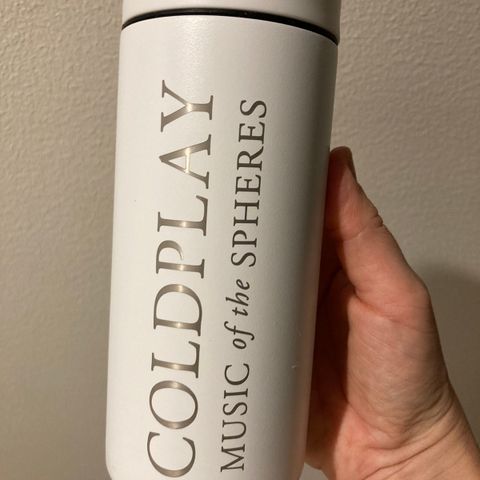 COLDPLAY
MUSIC of the SPHERES